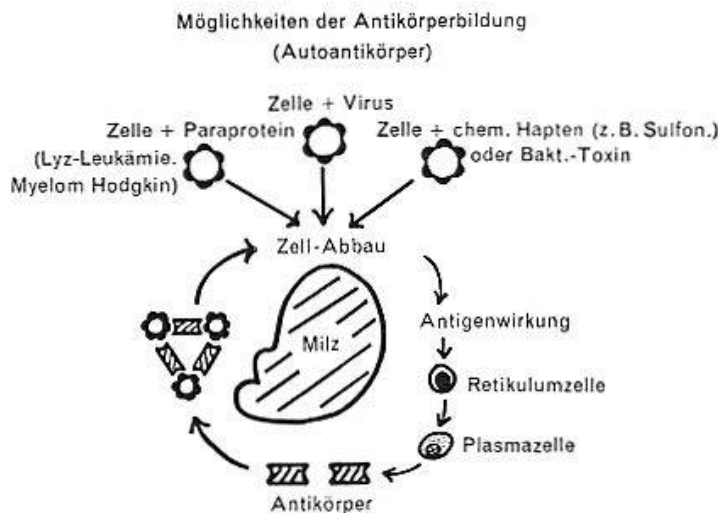 Möglichkeiten der Antikörperbildung
(Autoantikörper)
Zelle + Virus
Zelle + Paraprotein
(Lyz-Leukämie.
Myelom Hodgkin)
Zelle + chem. Hapten (z. B. Sulfon.)
oder Bakt.-Toxin
Zell-Abbau
Antigenwirkung
Milz
Retikulumzelle
Plasmazelle
Antikörper